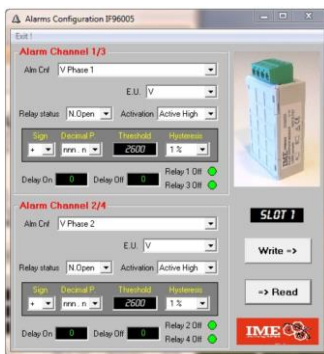 Alarms Configuration IF96005
Exit !
Alarm Channel 1/3
Alm Cnf V Phase 1
E.U. V
Relay status N.Open Activation Active High
Sign Decimal P. Threshold Hysteresis
+ nnn. n 2600 1 %
Delay On 0 Delay Off 0 Relay 1 Off
Relay 3 Off
Alarm Channel 2/4
Alm Cnf V Phase 2
E.U. V
Relay status N.Open Activation Active High
Sign Decimal P. Threshold Hysteresis
+ nnn. n 2600 1 %
Delay On 0 Delay Off 0 Relay 2 Off
Relay 4 Off
IME
SLOT 1
Write ->
-> Read
IME